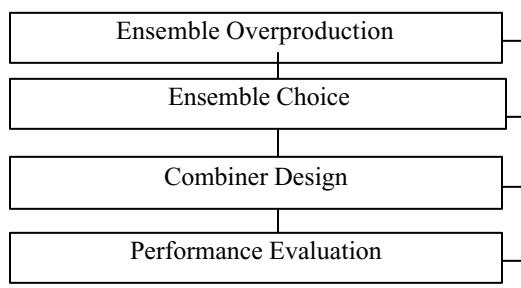 Ensemble Overproduction
Ensemble Choice
Combiner Design
Performance Evaluation